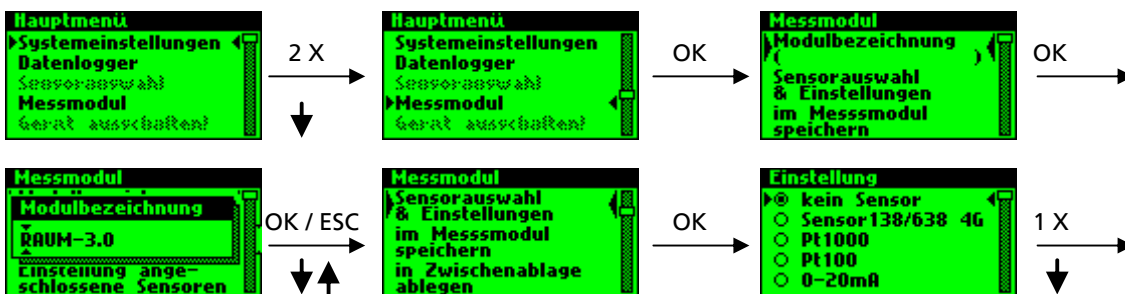 Hauptmenü
Systemeinstellungen
Datenlogger
Sensorauswahl
Messmodul
Gerät ausschalten!
2 X
Hauptmenü
Systemeinstellungen
Datenlogger
Sensorauswahl
Messmodul
Gerät ausschalten!
OK
Messmodul
Modulbezeichnung
( )
Sensorauswahl
& Einstellungen
im Messsmodul
speichern
OK
Messmodul
Modulbezeichnung
RAUM-3.0
Einstellung ange-
schlossene Sensoren
OK / ESC
Messmodul
Sensorauswahl
& Einstellungen
im Messsmodul
speichern
in Zwischenablage
ablegen
OK
Einstellung
kein Sensor
Sensor138/638 4G
Pt1000
Pt100
0-20mA
1 X